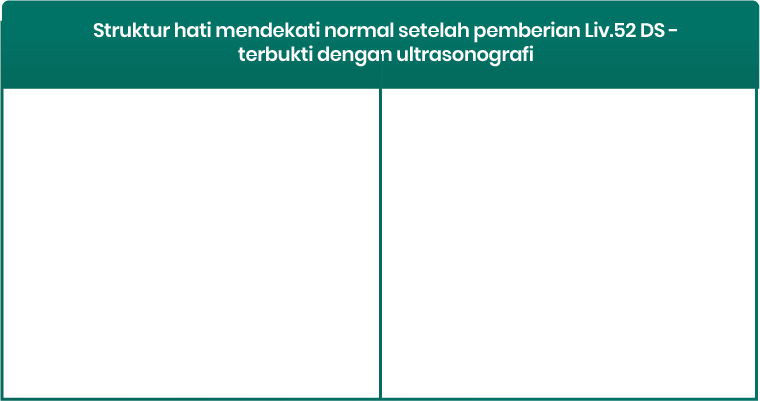 Struktur hati mendekati normal setelah pemberian Liv.52 DS -
terbukti dengan ultrasonografi